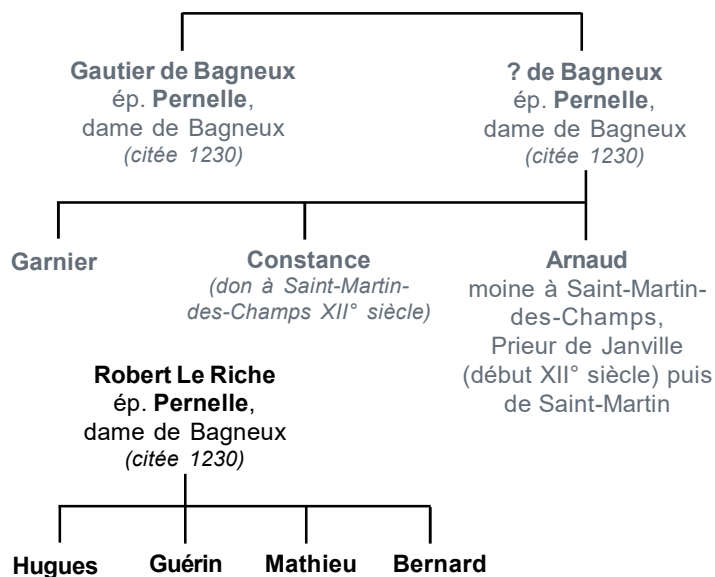 Gautier de Bagneux
ép. Pernelle,
dame de Bagneux
(citée 1230)
? de Bagneux
ép. Pernelle,
dame de Bagneux
(citée 1230)
Garnier
Constance
(don à Saint-Martin-
des-Champs XII° siècle)
Arnaud
moine à Saint-Martin-
des-Champs,
Prieur de Janville
(début XII° siècle) puis
de Saint-Martin
Robert Le Riche
ép. Pernelle,
dame de Bagneux
(citée 1230)
Hugues
Guérin
Mathieu
Bernard